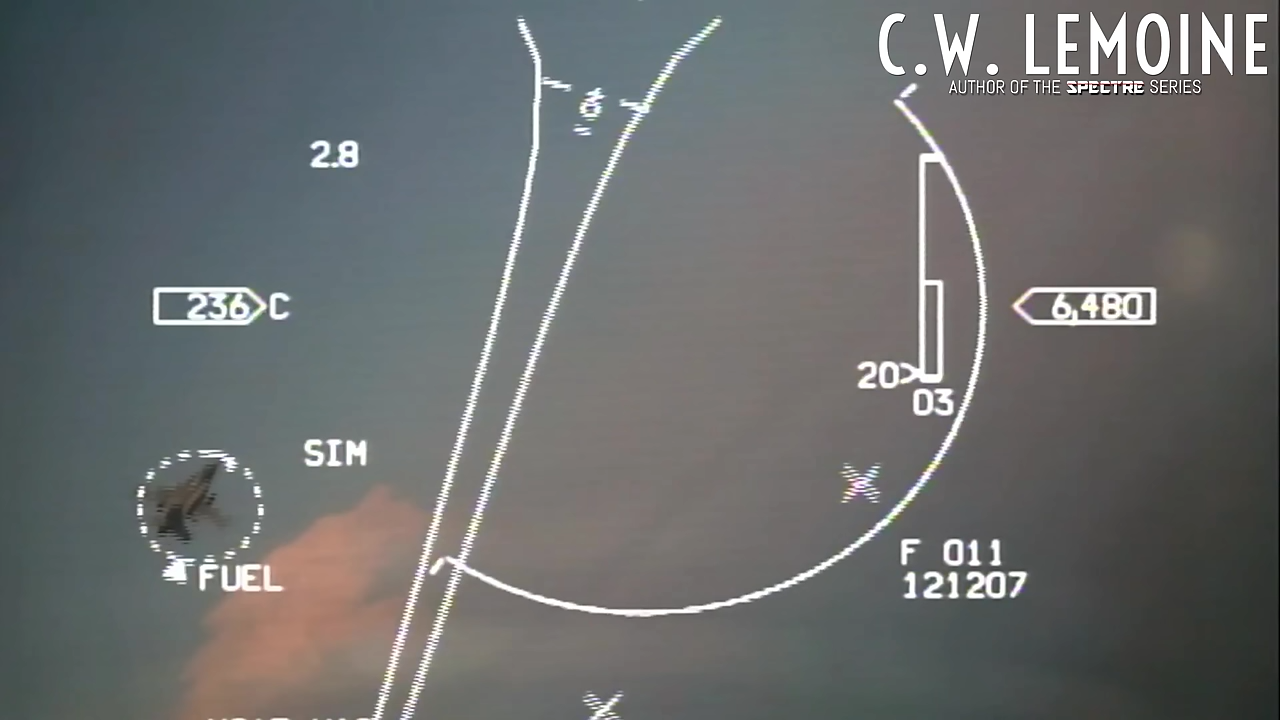 C.W. LEMOINE
AUTHOR OF THE SPECTRE SERIES
2.8
236 C
6,480
20>
03
SIM
FUEL
F 011
121207